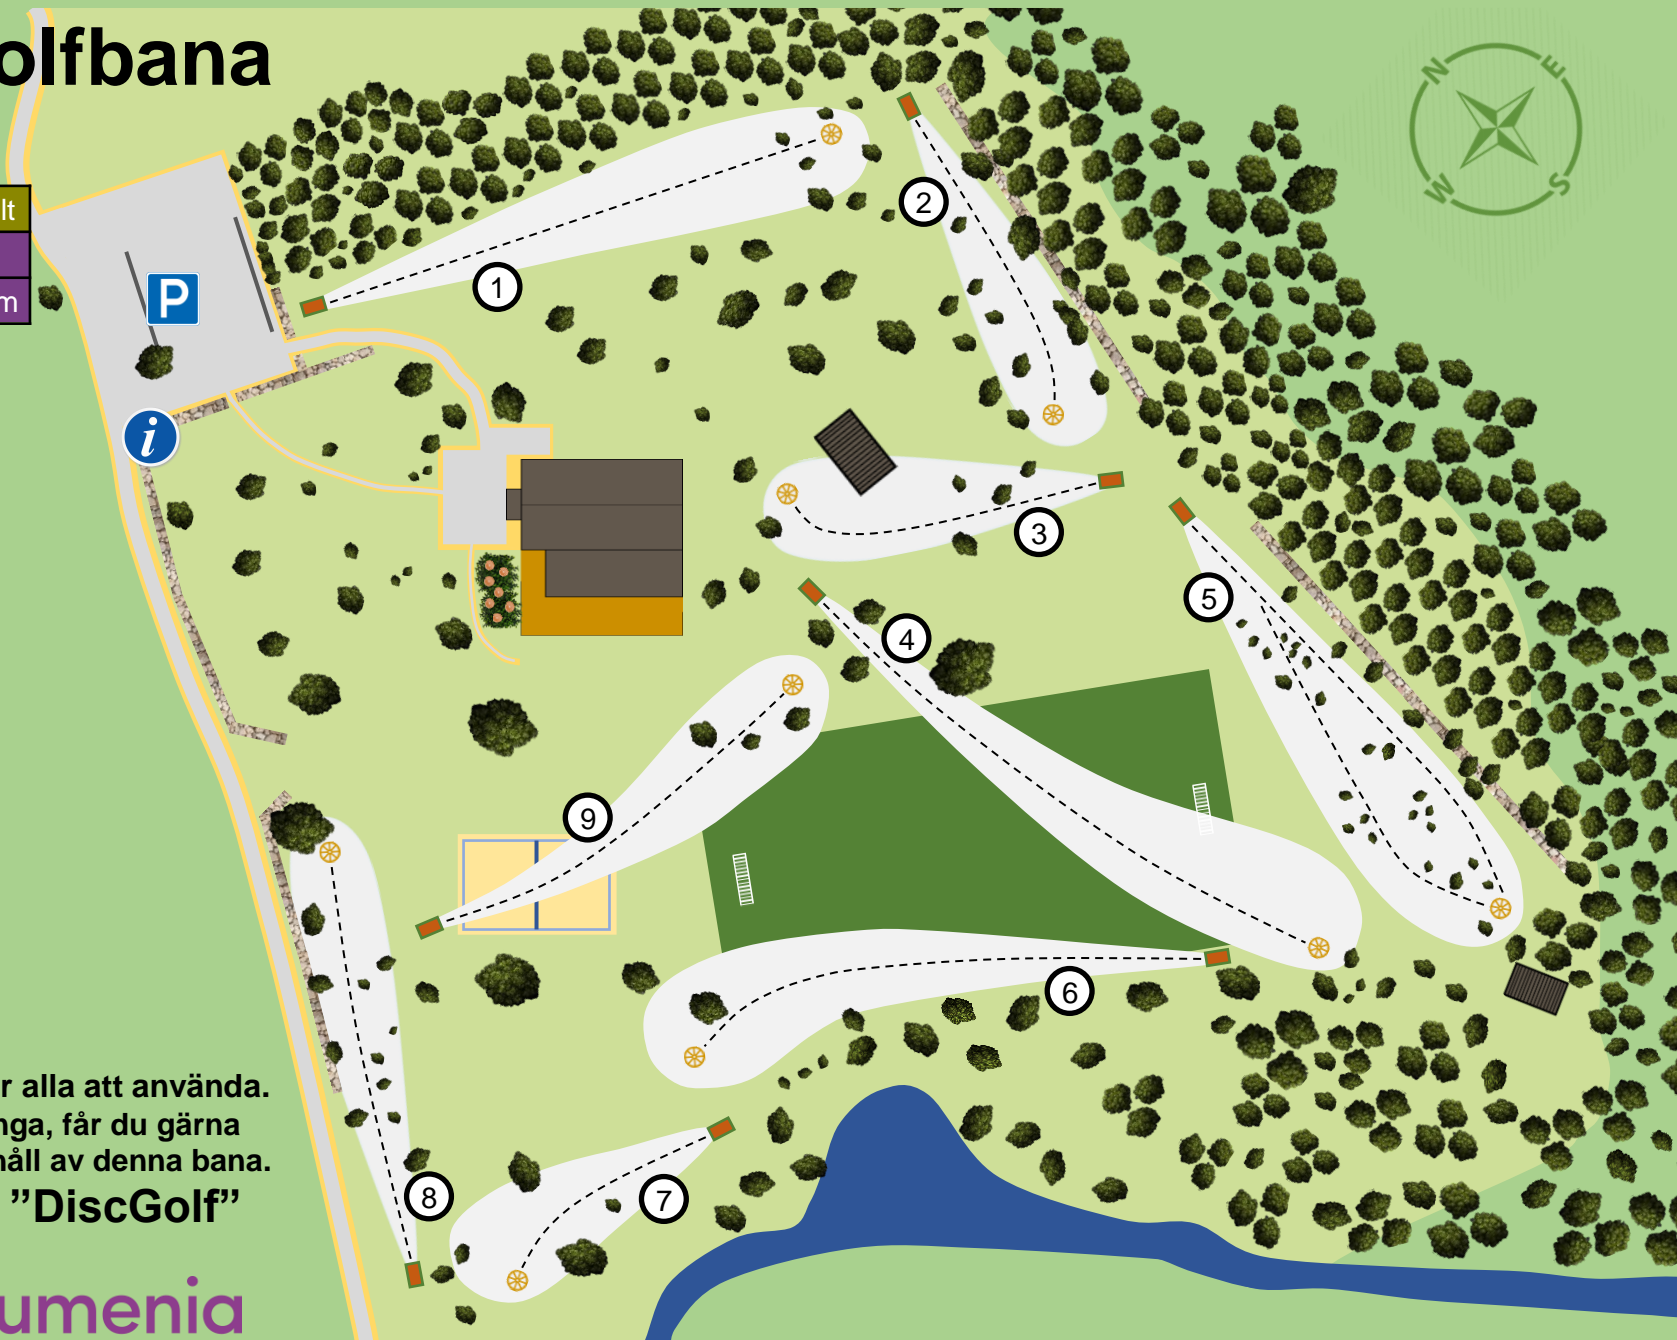 olfbana
lt
m
P
i
N
E
W
S
1
2
3
4
5
6
7
8
9
r alla att använda.
nga, får du gärna
håll av denna bana.
”DiscGolf”
umenia